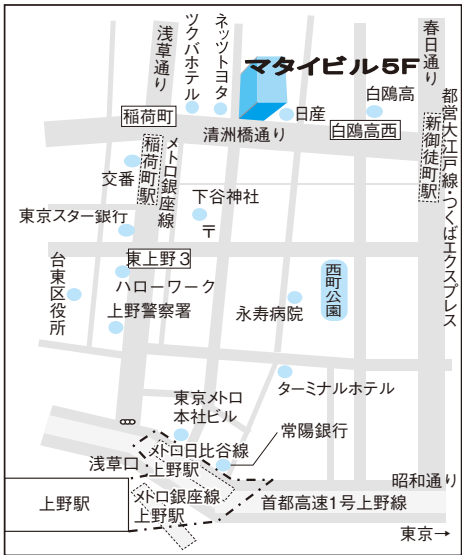 浅草通り
ツクバホテル
ネッツトヨタ
マタイビル5F
春日通り
白鴎高
日産
稲荷町
清洲橋通り
白鴎高西
都営大江戸線・つくばエクスプレス
新御徒町駅
稲荷町駅
メトロ銀座線
交番
下谷神社
〒
東京スター銀行
東上野3
台東区役所
ハローワーク
上野警察署
西町公園
永寿病院
ターミナルホテル
東京メトロ
本社ビル
常陽銀行
メトロ日比谷線
上野駅
浅草口
昭和通り
上野駅
メトロ銀座線
上野駅
首都高速1号上野線
東京→